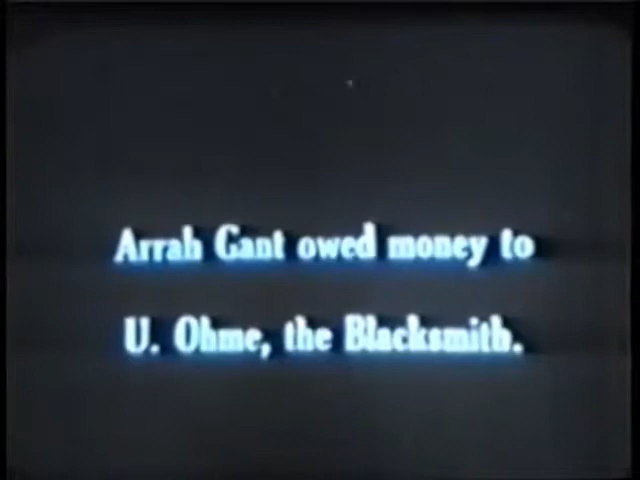 Arrah Gant owed money to
U. Ohme, the Blacksmith.